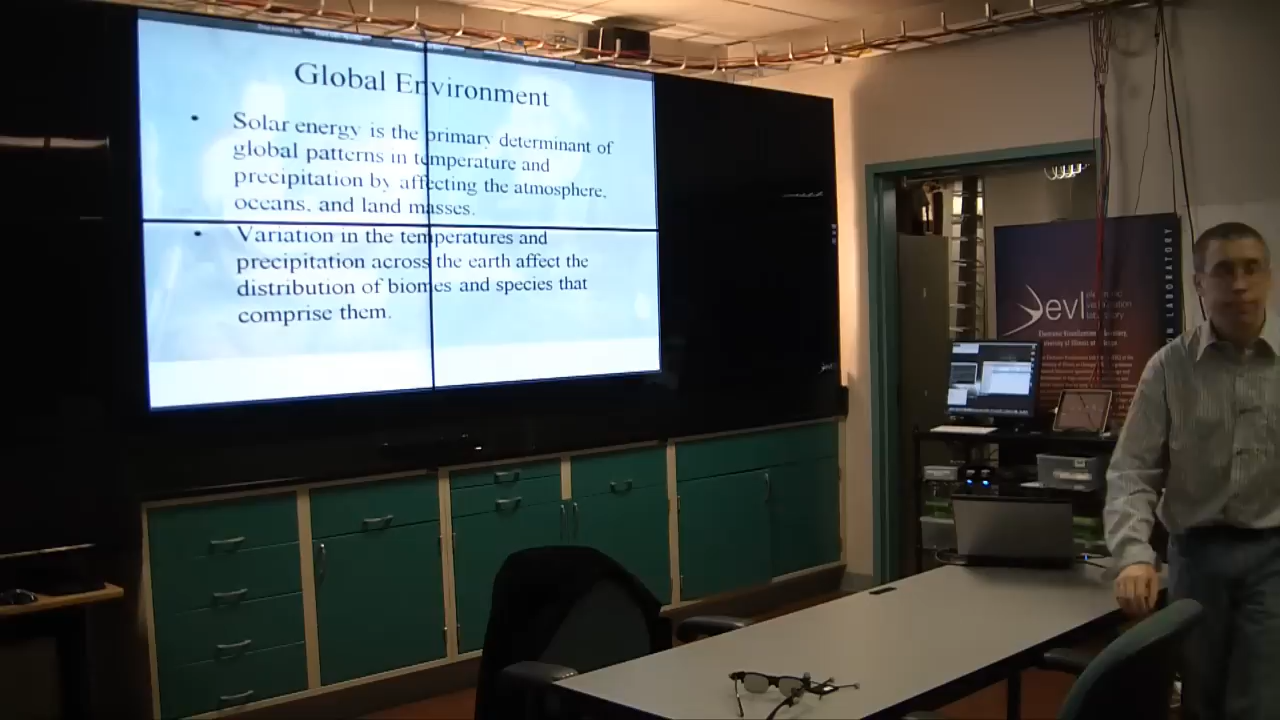 Global Environment
• Solar energy is the primary determinant of
global patterns in temperature and
precipitation by affecting the atmosphere,
oceans, and land masses.
• Variation in the temperatures and
precipitation across the earth affect the
distribution of biomes and species that
comprise them.
evl
laboratory
LABORATORY